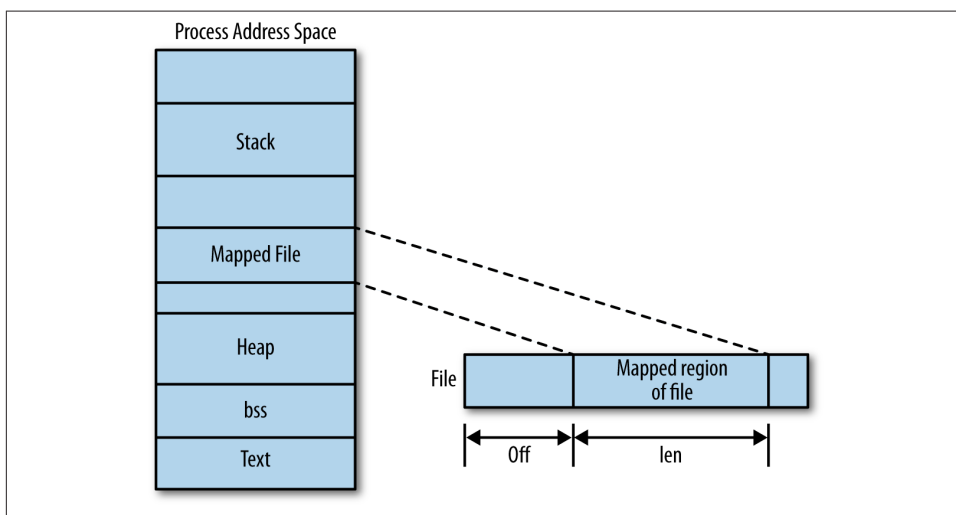 Process Address Space
Stack
Mapped File
Heap
bss
Text
File
Mapped region
of file
Off
len